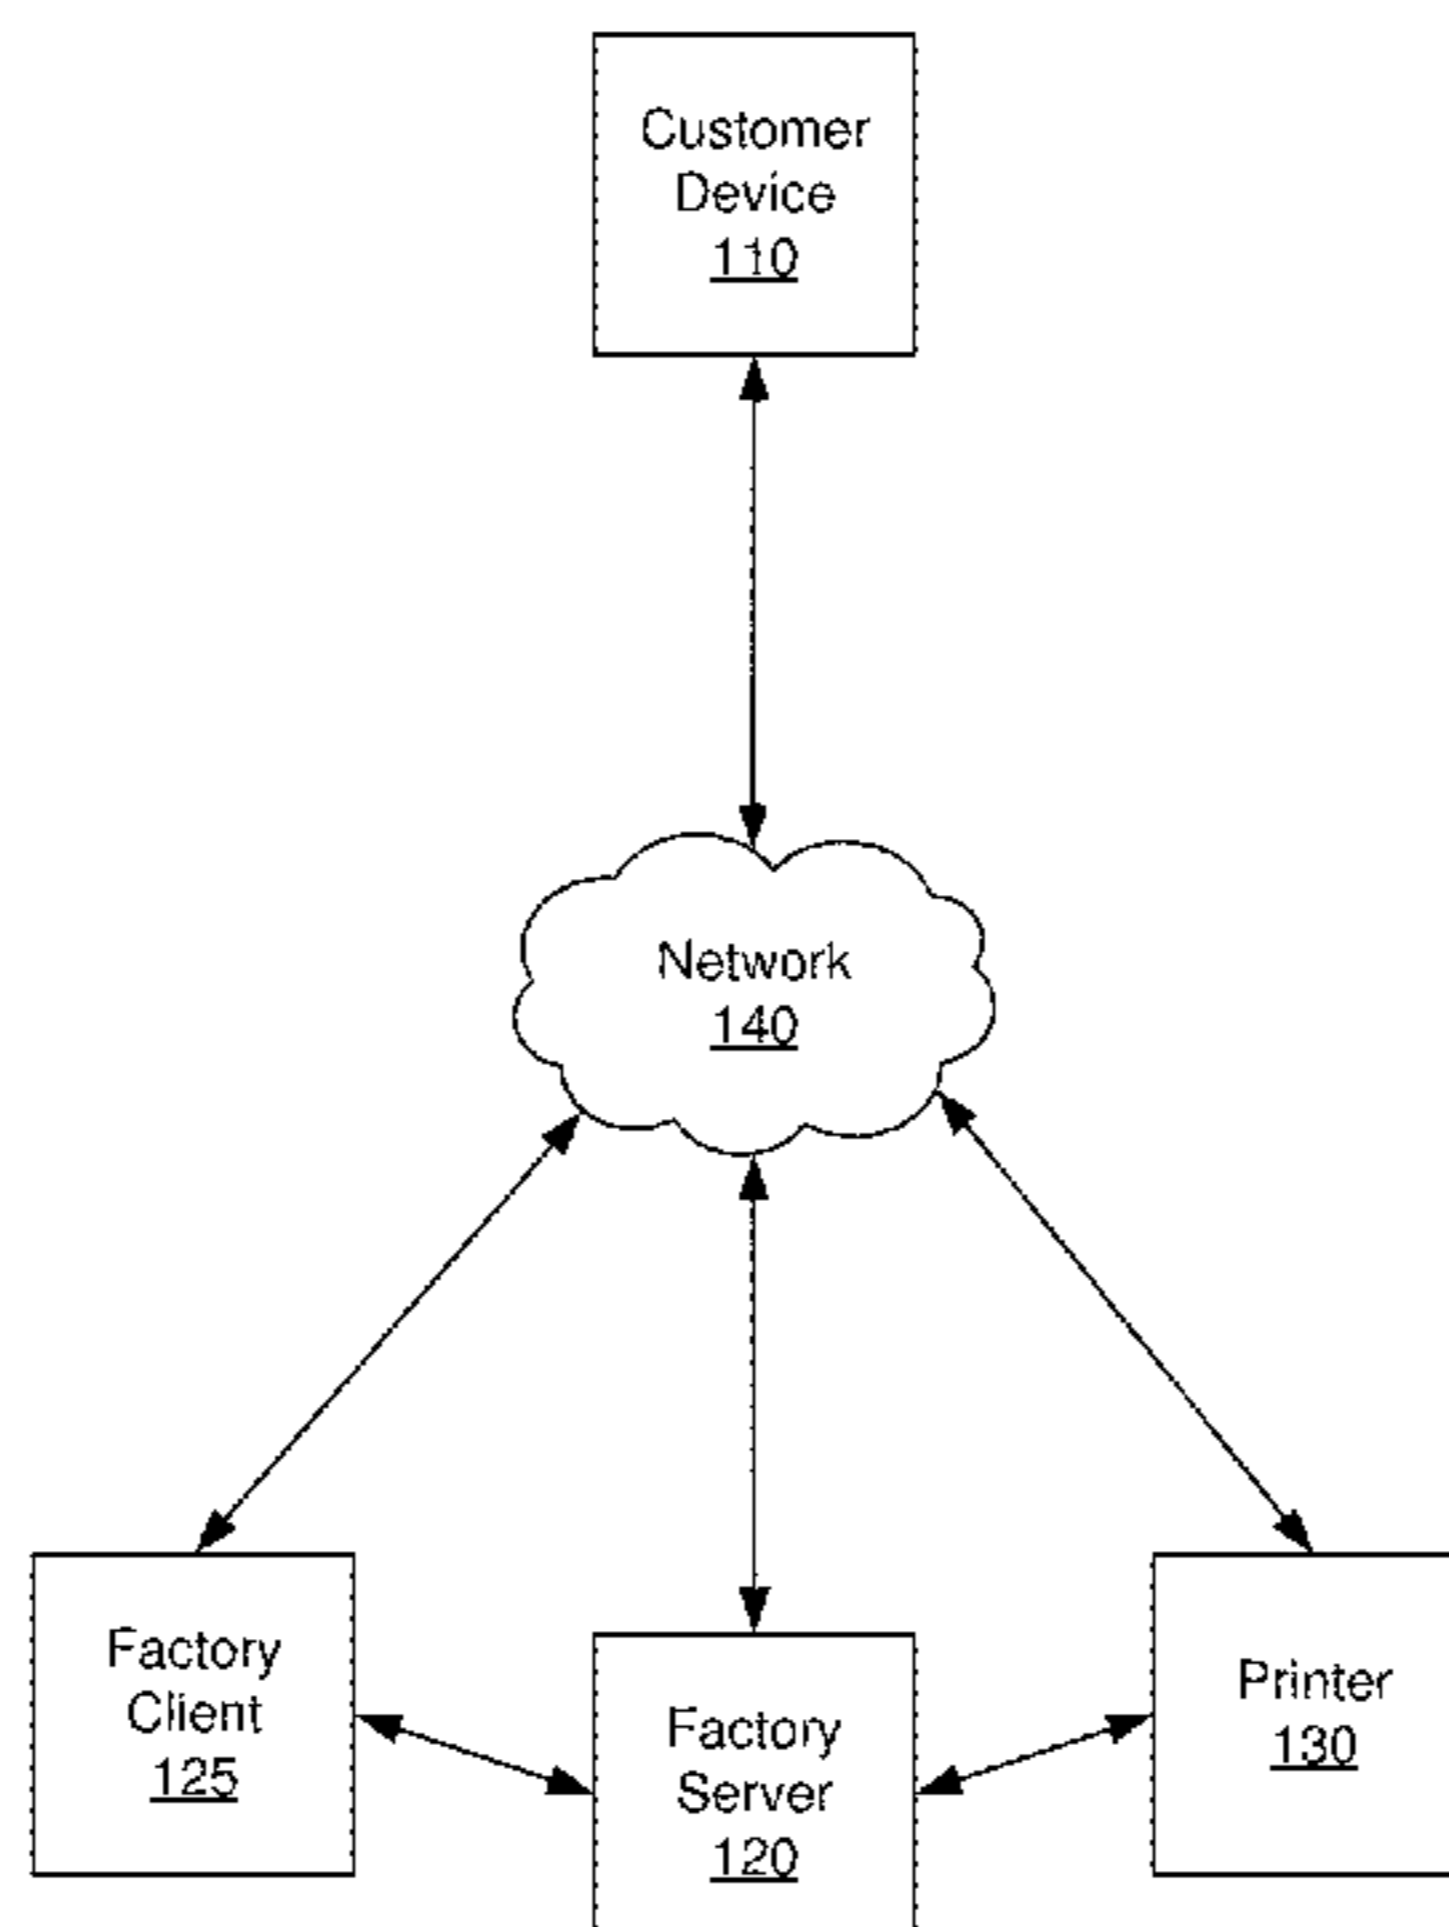 Customer
Device
110
Network
140
Factory
Client
125
Factory
Server
120
Printer
130